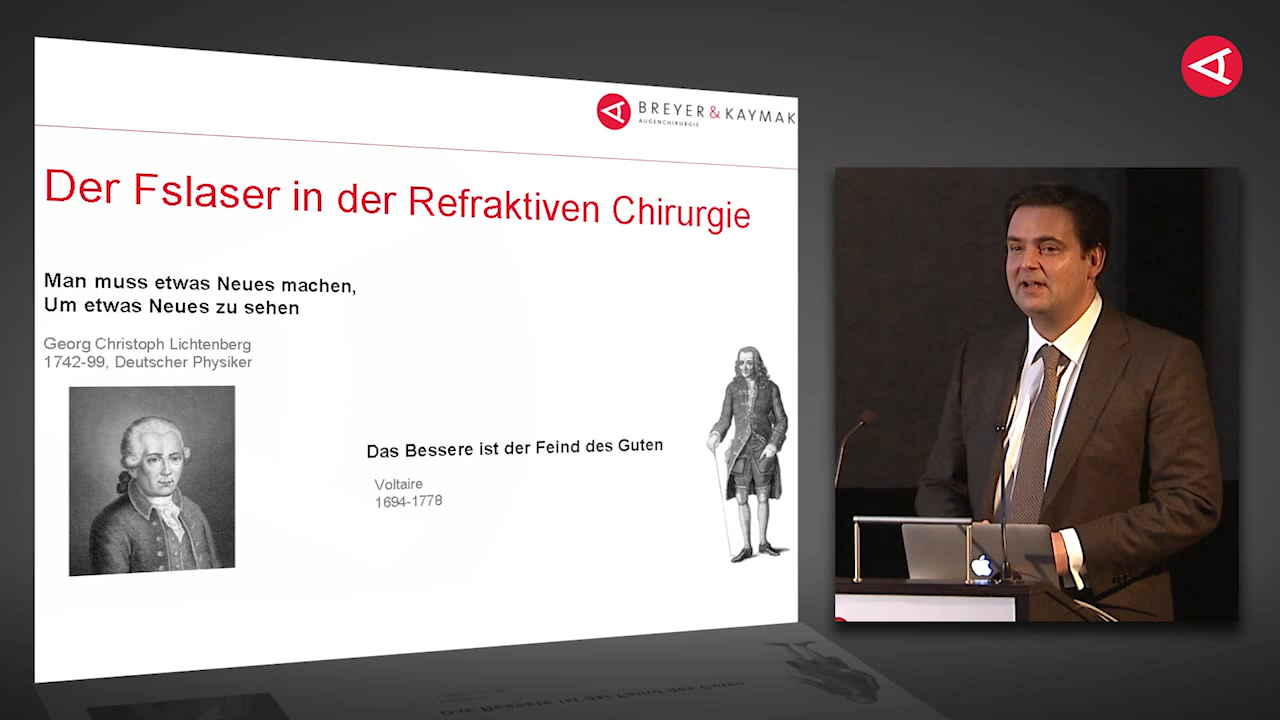 BREYER & KAYMAK
AUGENCHIRURGIE
Der Fslaser in der Refraktiven Chirurgie
Man muss etwas Neues machen,
Um etwas Neues zu sehen
Georg Christoph Lichtenberg
1742-99, Deutscher Physiker
Das Bessere ist der Feind des Guten
Voltaire
1694-1778